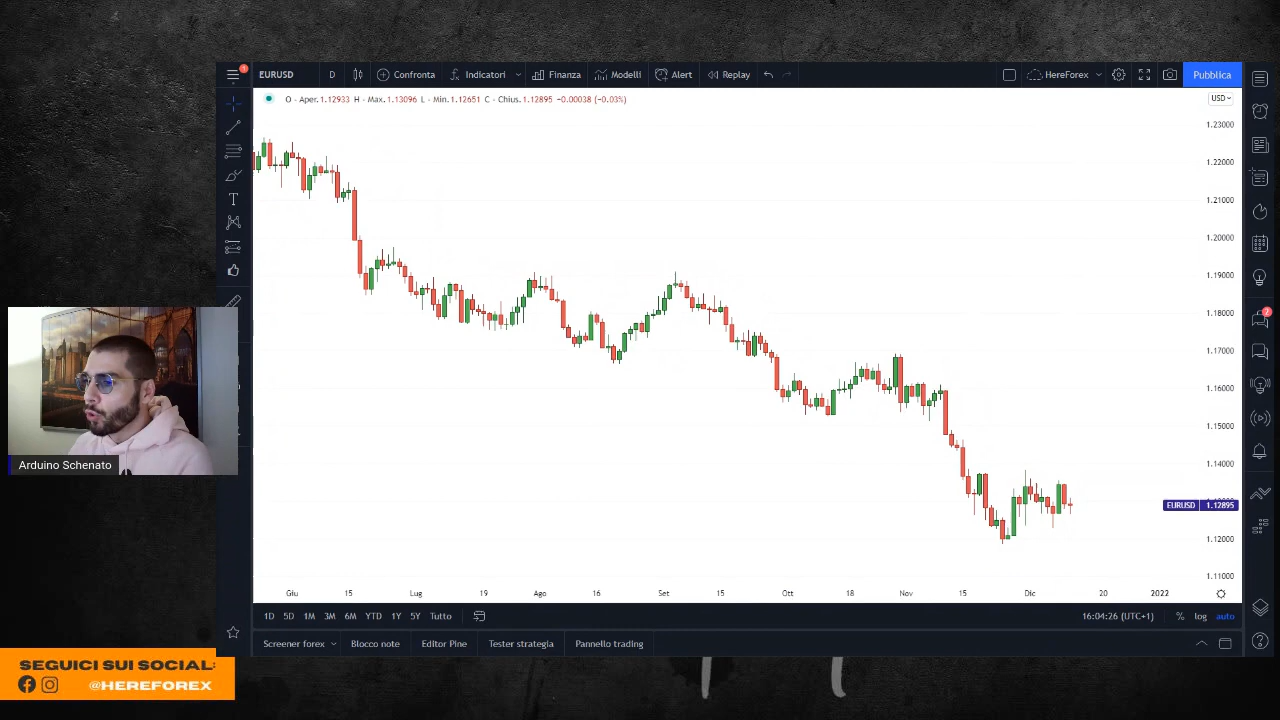 EURUSD D Confronta Indicatori Finanza Modelli Alert Replay HereForex Pubblica
O - Aper. 1.12933 H - Max. 1.13096 L - Min. 1.12651 C - Chius. 1.12895 −0.00038 (−0.03%)
USD
1.23000
1.22000
1.21000
1.20000
1.19000
1.18000
1.17000
1.16000
1.15000
1.14000
EURUSD 1.12895
1.12000
1.11000
Giu 15 Lug 19 Ago 16 Set 15 Ott 18 Nov 15 Dic 20 2022
1D 5D 1M 3M 6M YTD 1Y 5Y Tutto 16:04:26 (UTC+1) % log auto
Screener forex Blocco note Editor Pine Tester strategia Pannello trading
Arduino Schenato
SEGUICI SUI SOCIAL:
@HEREFOREX